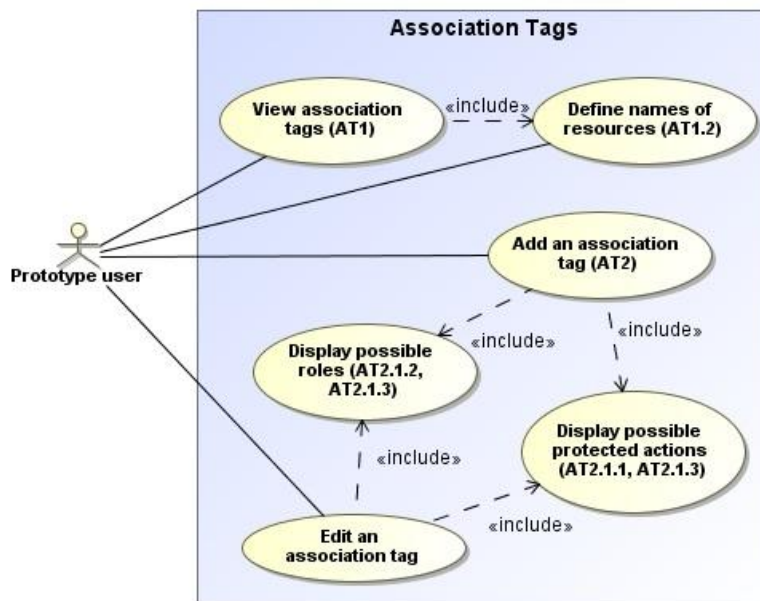 Association Tags
View association
tags (AT1)
«include»
Define names of
resources (AT1.2)
Prototype user
Add an association
tag (AT2)
«include»
«include»
Display possible
roles (AT2.1.2,
AT2.1.3)
Display possible
protected actions
(AT2.1.1, AT2.1.3)
«include»
«include»
Edit an
association tag